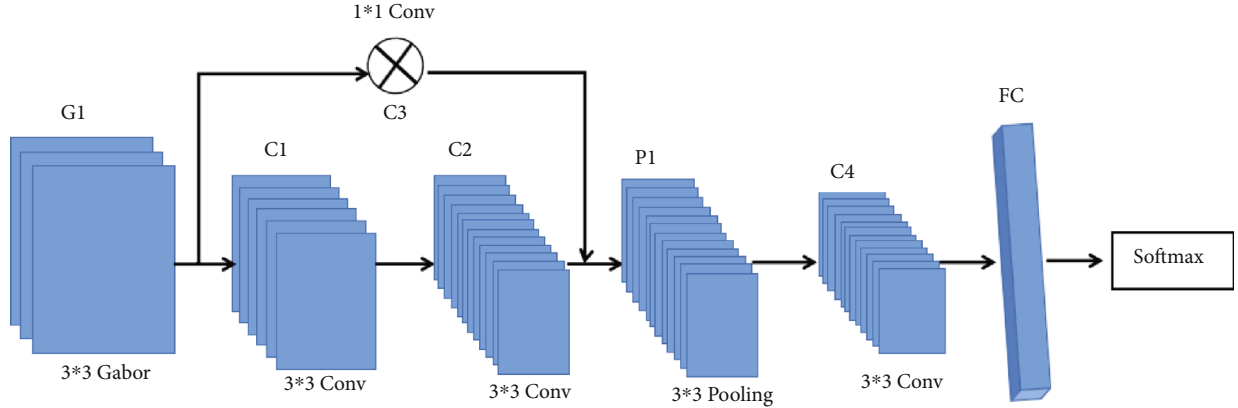 1*1 Conv
C3
G1
C1
C2
P1
C4
FC
Softmax
3*3 Gabor
3*3 Conv
3*3 Conv
3*3 Pooling
3*3 Conv